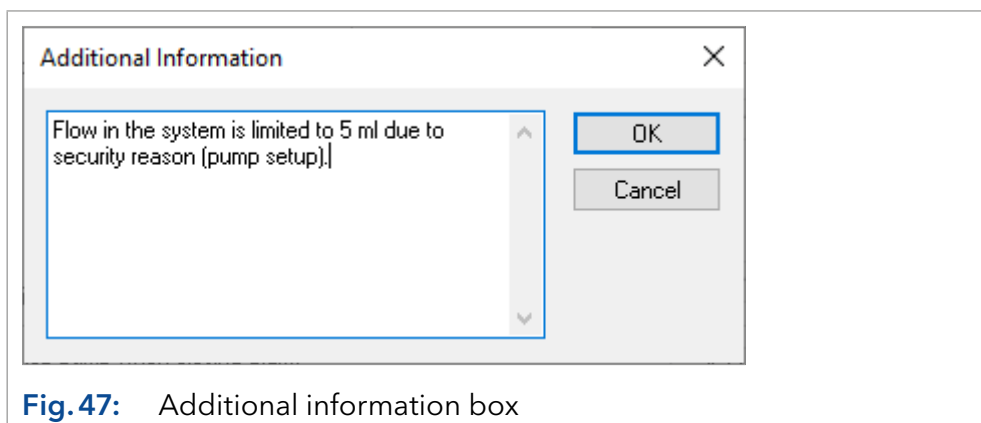 Additional Information
Flow in the system is limited to 5 ml due to
security reason (pump setup).
OK
Cancel
Fig. 47: Additional information box